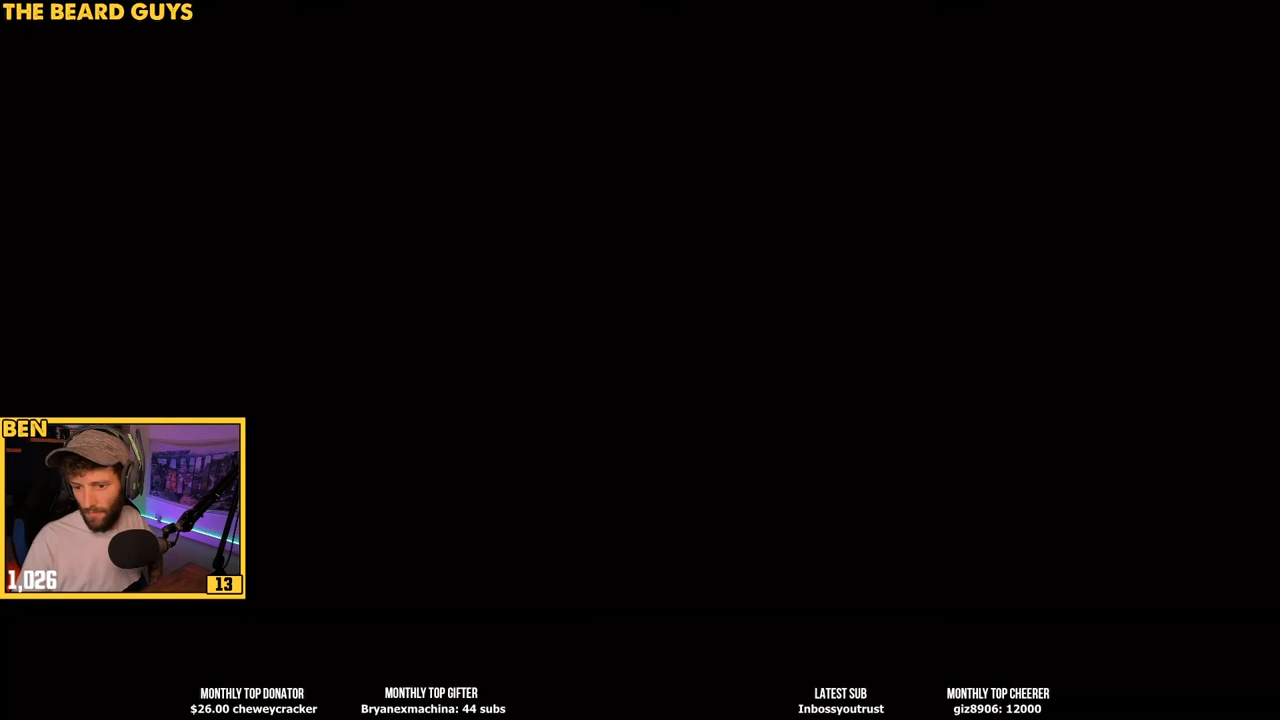 THE BEARD GUYS
BEN
1,026
13
MONTHLY TOP DONATOR
$26.00 cheweycracker
MONTHLY TOP GIFTER
Bryanexmachina: 44 subs
LATEST SUB
Inbossyoutrust
MONTHLY TOP CHEERER
giz8906: 12000